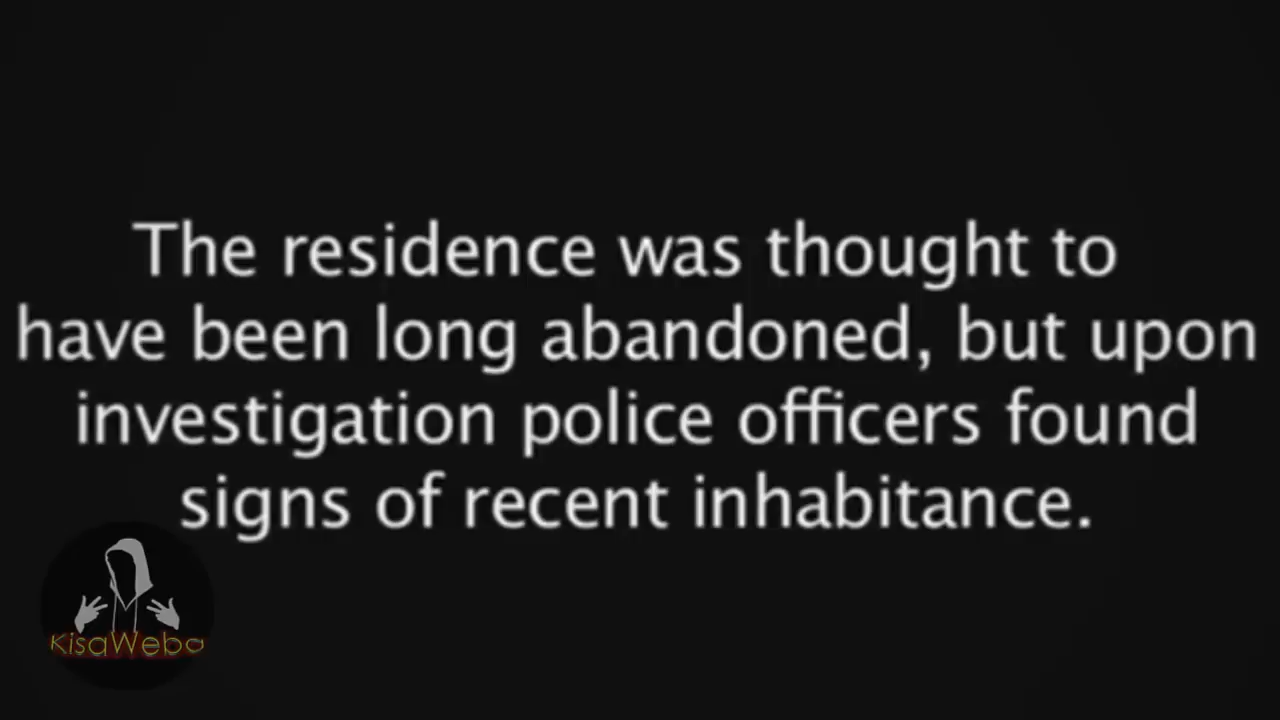 The residence was thought to
have been long abandoned, but upon
investigation police officers found
signs of recent inhabitance.
KisaWebo